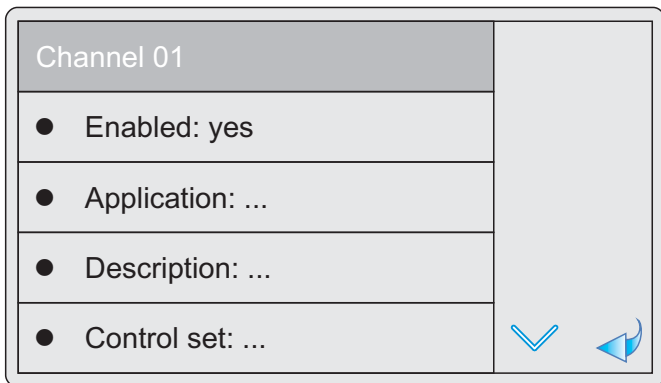 Channel 01
● Enabled: yes
● Application: ...
● Description: ...
● Control set: ...